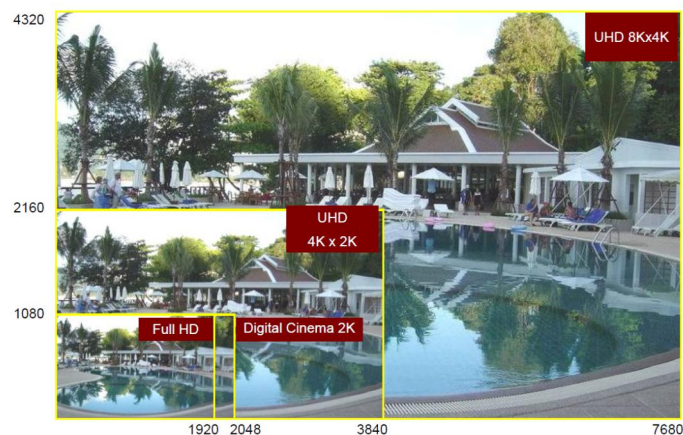 4320
UHD 8Kx4K
2160
UHD
4K x 2K
1080
Full HD
Digital Cinema 2K
1920
2048
3840
7680